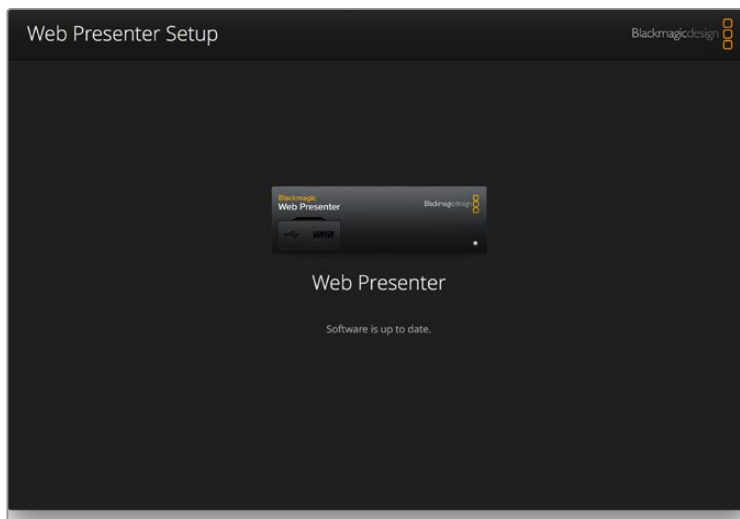 Web Presenter Setup
Blackmagicdesign
Blackmagic
Web Presenter
Blackmagicdesign
Web Presenter
Software is up to date.